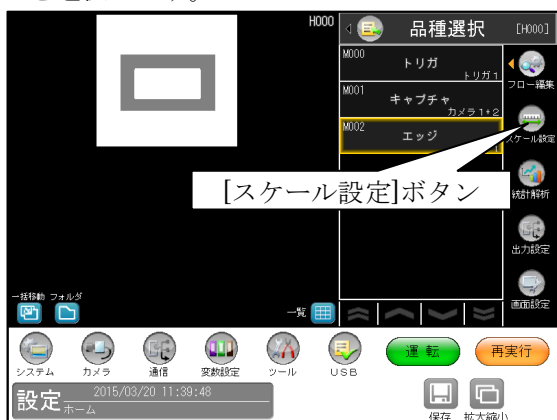 H000
品種選択
[H000]
M000
トリガ
トリガ1
フロー編集
M001
キャプチャ
カメラ1+2
M002
エッジ
スケール設定
[スケール設定]ボタン
統計解析
出力設定
画面設定
一括移動 フォルダ
一覧
システム カメラ 通信 変数設定 ツール USB
運転 再実行
設定 2015/03/20 11:39:48
ホーム
保存 拡大縮小